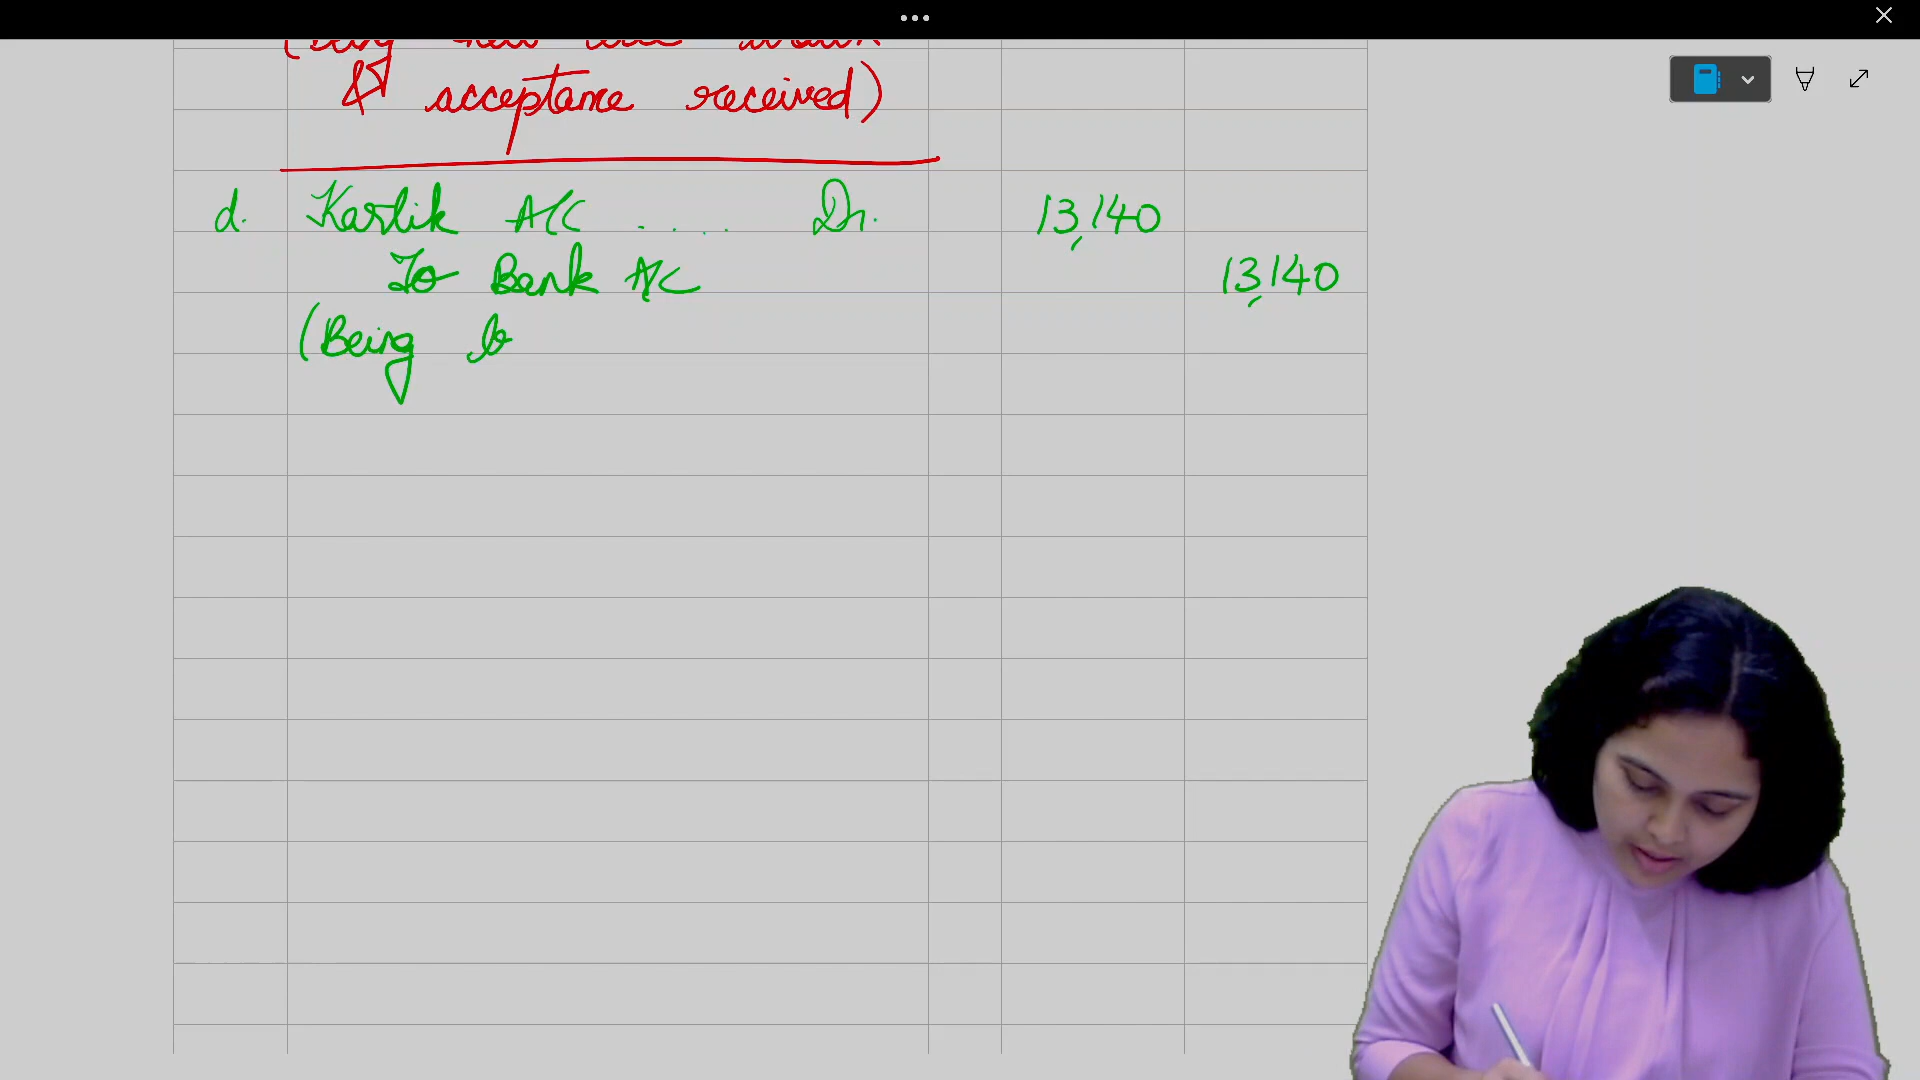 & acceptance received)
d. Kartik A/C ..... Dr. 13,140
To Bank A/C 13,140
(Being b